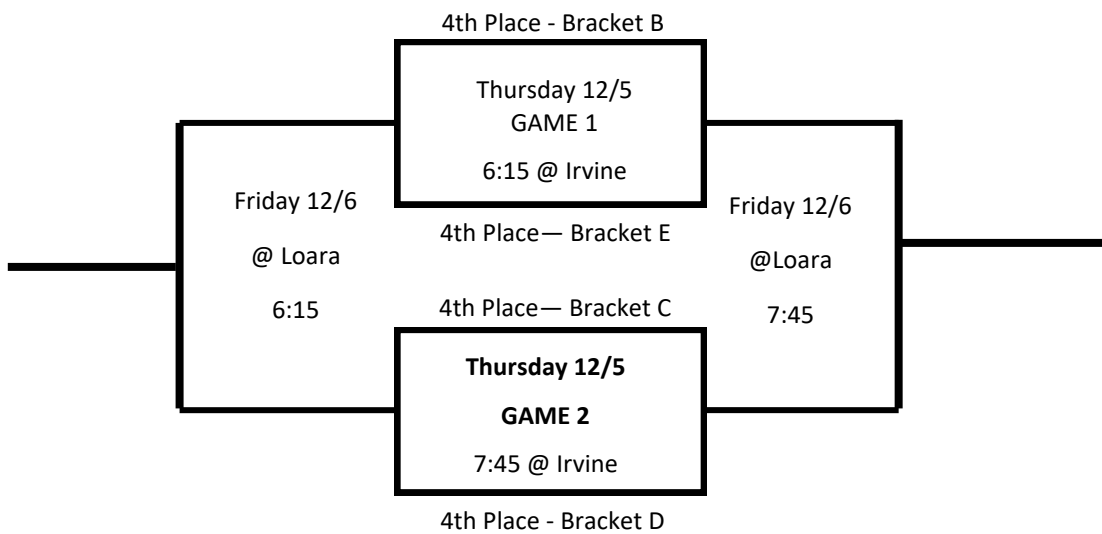 4th Place - Bracket B
Thursday 12/5
GAME 1
6:15 @ Irvine
4th Place— Bracket E
Friday 12/6
@ Loara
6:15
Friday 12/6
@Loara
7:45
4th Place— Bracket C
Thursday 12/5
GAME 2
7:45 @ Irvine
4th Place - Bracket D